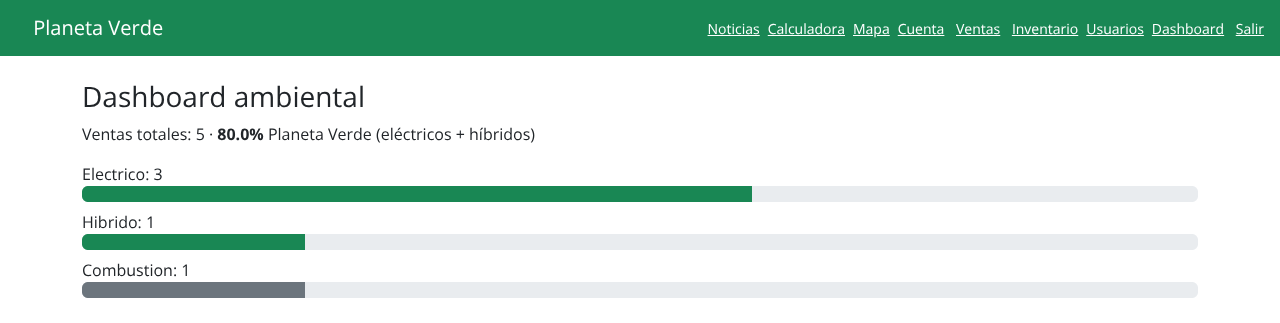 Planeta Verde
Noticias Calculadora Mapa Cuenta Ventas Inventario Usuarios Dashboard Salir
Dashboard ambiental
Ventas totales: 5 · 80.0% Planeta Verde (eléctricos + híbridos)
Electrico: 3
Hibrido: 1
Combustion: 1